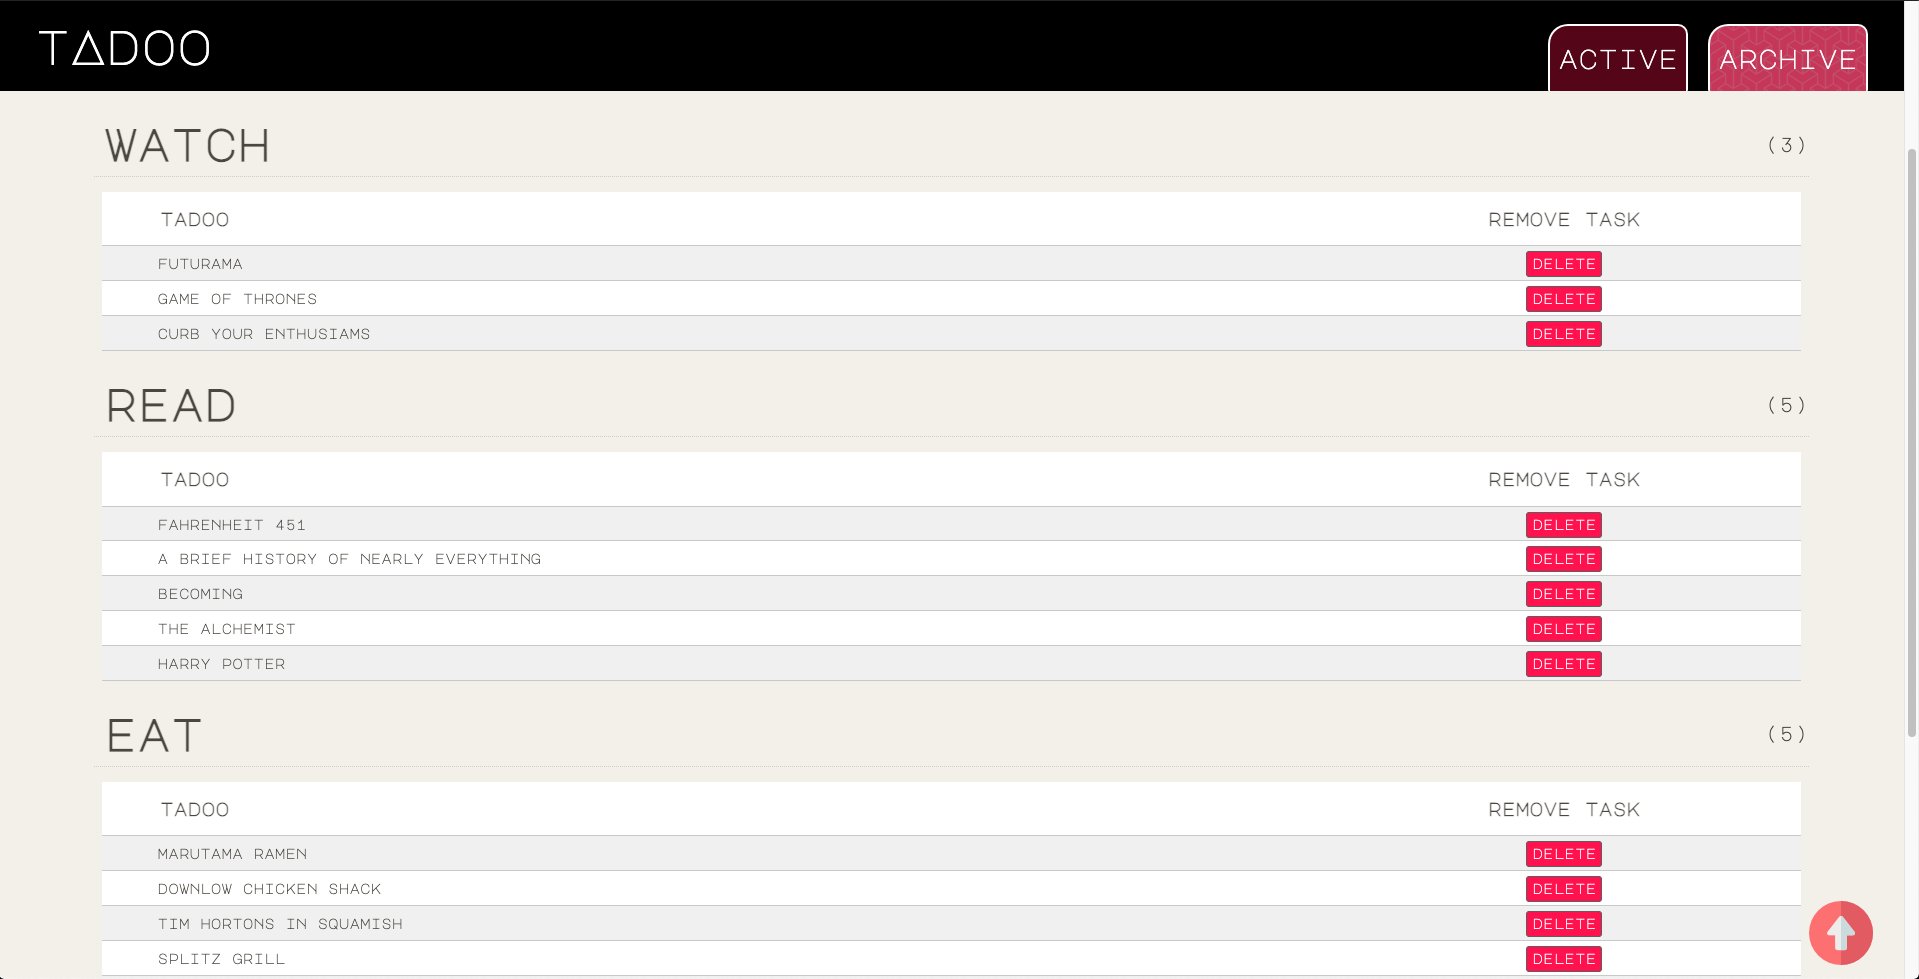 TADOO
ACTIVE
ARCHIVE
WATCH (3)
TADOO REMOVE TASK
FUTURAMA DELETE
GAME OF THRONES DELETE
CURB YOUR ENTHUSIAMS DELETE
READ (5)
TADOO REMOVE TASK
FAHRENHEIT 451 DELETE
A BRIEF HISTORY OF NEARLY EVERYTHING DELETE
BECOMING DELETE
THE ALCHEMIST DELETE
HARRY POTTER DELETE
EAT (5)
TADOO REMOVE TASK
MARUTAMA RAMEN DELETE
DOWNLOW CHICKEN SHACK DELETE
TIM HORTONS IN SQUAMISH DELETE
SPLITZ GRILL DELETE